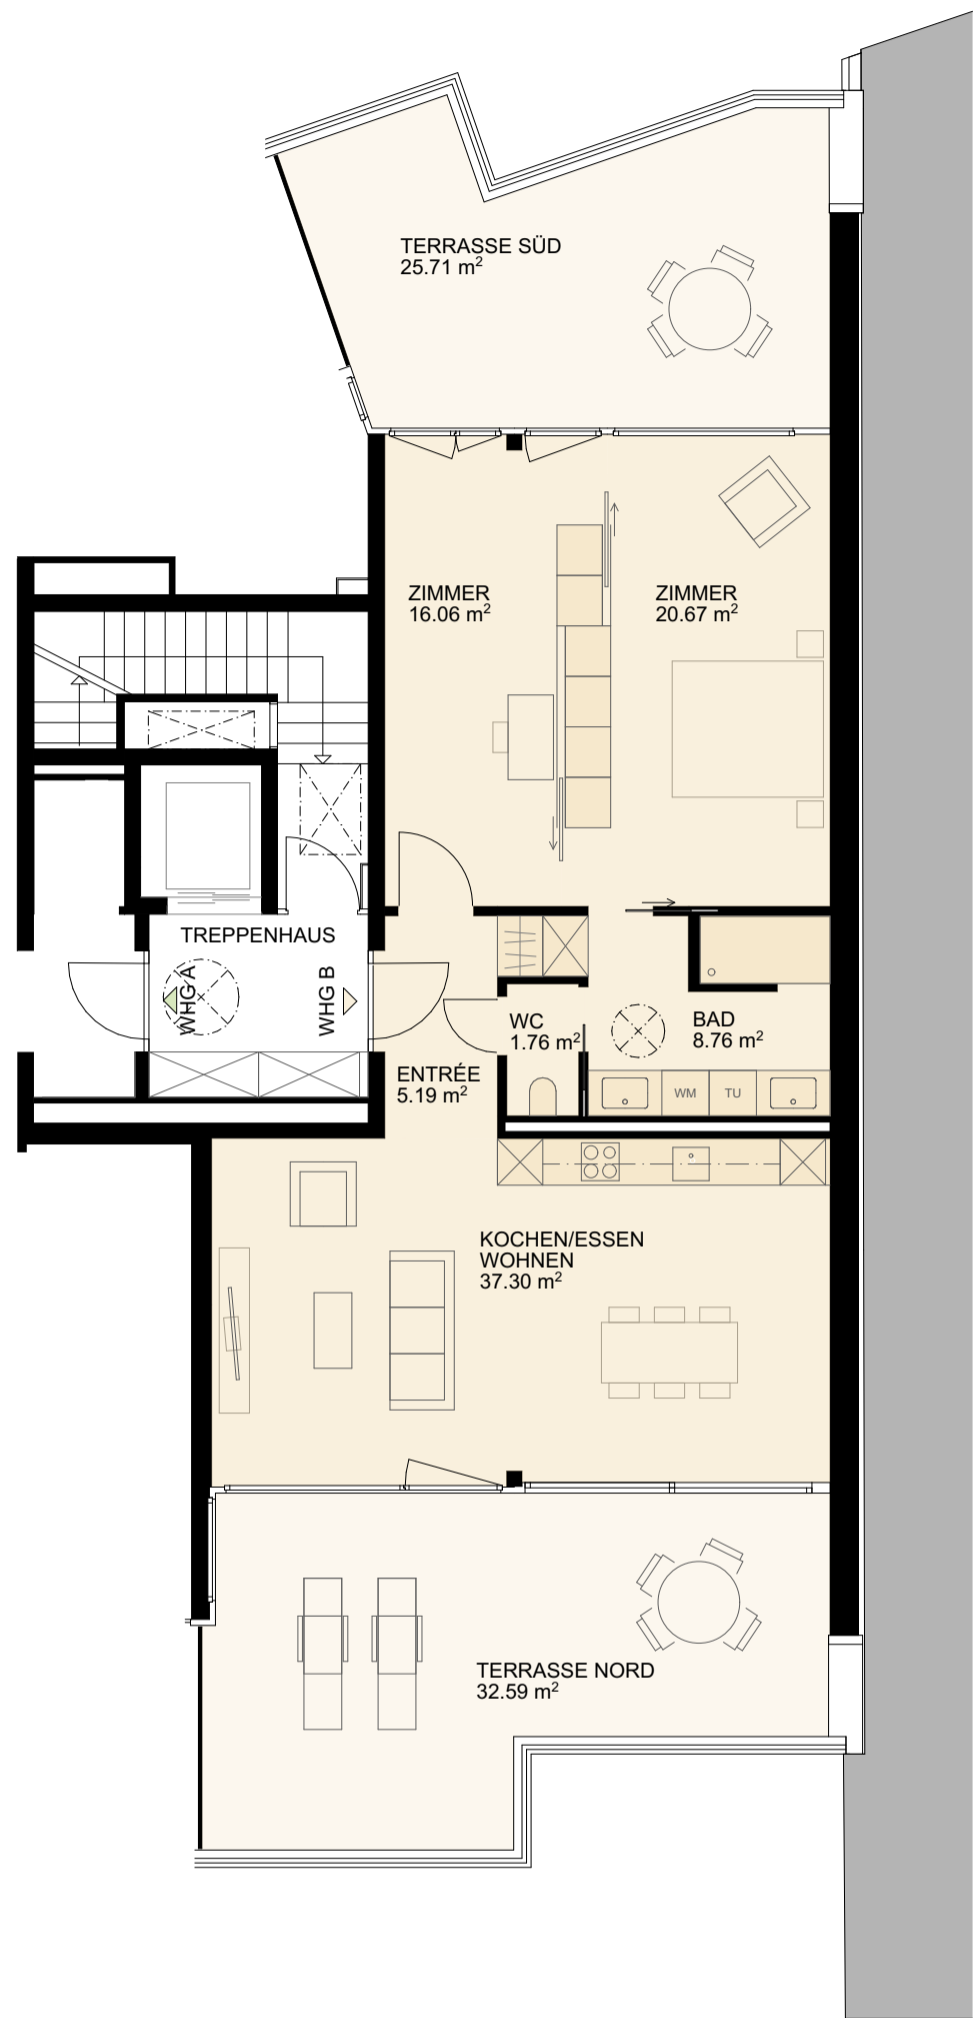 TERRASSE SÜD
25.71 m²
ZIMMER
16.06 m²
ZIMMER
20.67 m²
TREPPENHAUS
WHG A
WHG B
WC
1.76 m²
BAD
8.76 m²
ENTRÉE
5.19 m²
WM
TU
KOCHEN/ESSEN
WOHNEN
37.30 m²
TERRASSE NORD
32.59 m²